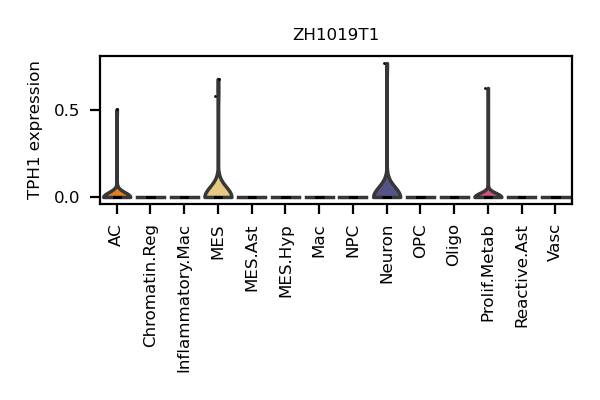 ZH1019T1
TPH1 expression
0.5
0.0
AC
Chromatin.Reg
Inflammatory.Mac
MES
MES.Ast
MES.Hyp
Mac
NPC
Neuron
OPC
Oligo
Prolif.Metab
Reactive.Ast
Vasc